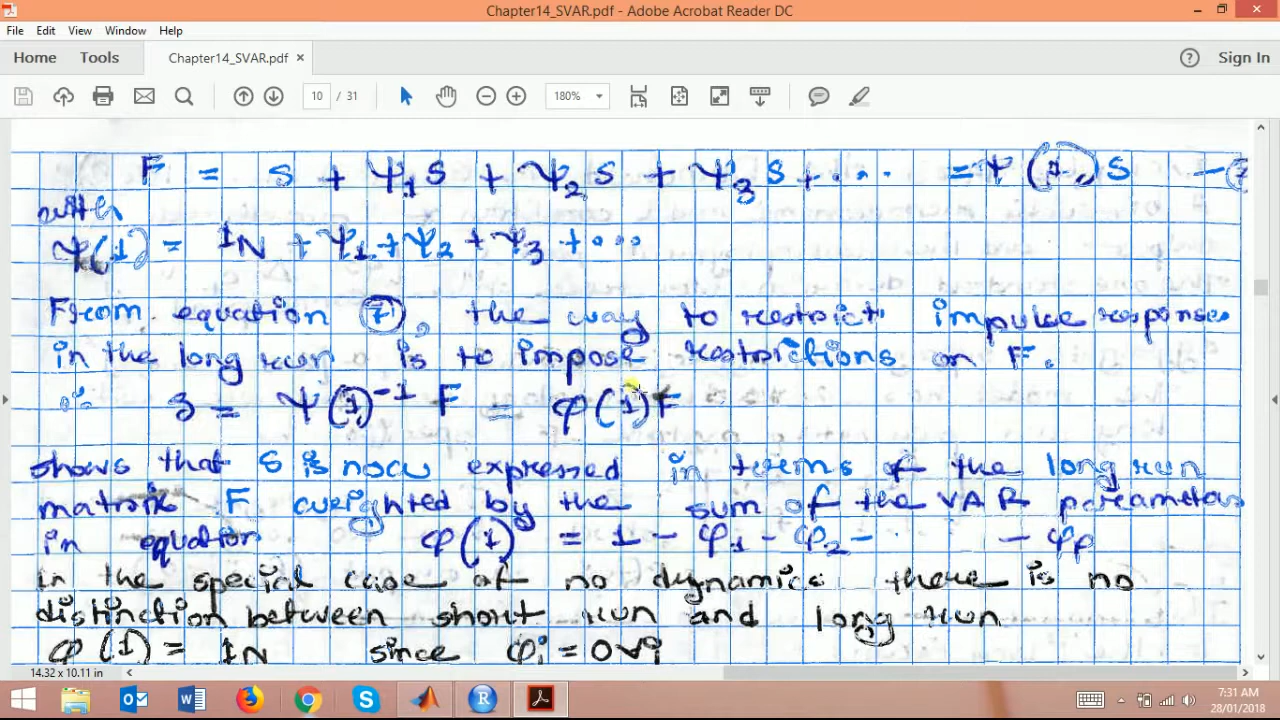 Chapter14_SVAR.pdf - Adobe Acrobat Reader DC
File Edit View Window Help
Home Tools Chapter14_SVAR.pdf × Sign In
10 / 31 180%
F = S + Ψ₁S + Ψ₂S + Ψ₃S + ... = Ψ(1)S -(7
with
Ψ(1) = IN + Ψ₁ + Ψ₂ + Ψ₃ + ...
From equation (7), the way to restrict impulse responses
in the long run is to impose restrictions on F.
S = Ψ(1)⁻¹ F = φ(1)F
shows that S is now expressed in terms of the long run
matrix F weighted by the sum of the VAR parameters
in equation φ(1) = 1 - φ₁ - φ₂ - . . - φp
in the special case of no dynamics there is no
distinction between short run and long run
φ(1) = IN since φi = 0 ∀i
14.32 x 10.11 in
7:31 AM
28/01/2018